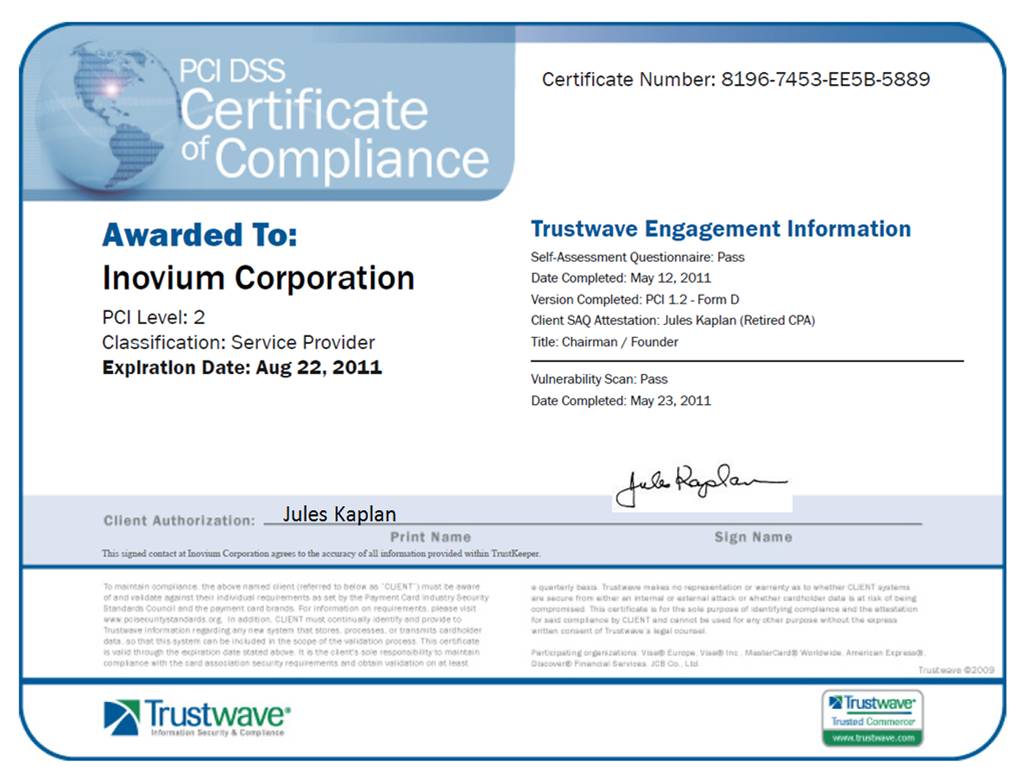 PCI DSS
Certificate
of Compliance
Certificate Number: 8196-7453-EE5B-5889
Awarded To:
Inovium Corporation
PCI Level: 2
Classification: Service Provider
Expiration Date: Aug 22, 2011
Trustwave Engagement Information
Self-Assessment Questionnaire: Pass
Date Completed: May 12, 2011
Version Completed: PCI 1.2 - Form D
Client SAQ Attestation: Jules Kaplan (Retired CPA)
Title: Chairman / Founder
Vulnerability Scan: Pass
Date Completed: May 23, 2011
Jules Kaplan
Client Authorization: Jules Kaplan
Print Name
Sign Name
This signed contact at Inovium Corporation agrees to the accuracy of all information provided within TrustKeeper.
To maintain compliance, the above named client (referred to below as "CLIENT") must be aware
of and validate against their individual requirements as set by the Payment Card Industry Security
Standards Council and the payment card brands. For information on requirements, please visit
www.pcisecuritystandards.org. In addition, CLIENT must continually identify and provide to
Trustwave information regarding any new system that stores, processes, or transmits cardholder
data, so that this system can be included in the scope of the validation process. This certificate
is valid through the expiration date stated above. It is the client's sole responsibility to maintain
compliance with the card association security requirements and obtain validation on at least
a quarterly basis. Trustwave makes no representation or warranty as to whether CLIENT systems
are secure from either an internal or external attack or whether cardholder data is at risk of being
compromised. This certificate is for the sole purpose of identifying compliance and the attestation
for said compliance by CLIENT and cannot be used for any other purpose without the express
written consent of Trustwave's legal counsel.
Participating organizations: Visa® Europe, Visa® Inc., MasterCard® Worldwide, American Express®,
Discover® Financial Services, JCB Co., Ltd.
Trustwave ©2009
Trustwave®
Information Security & Compliance
Trustwave®
Trusted Commerce®
www.trustwave.com